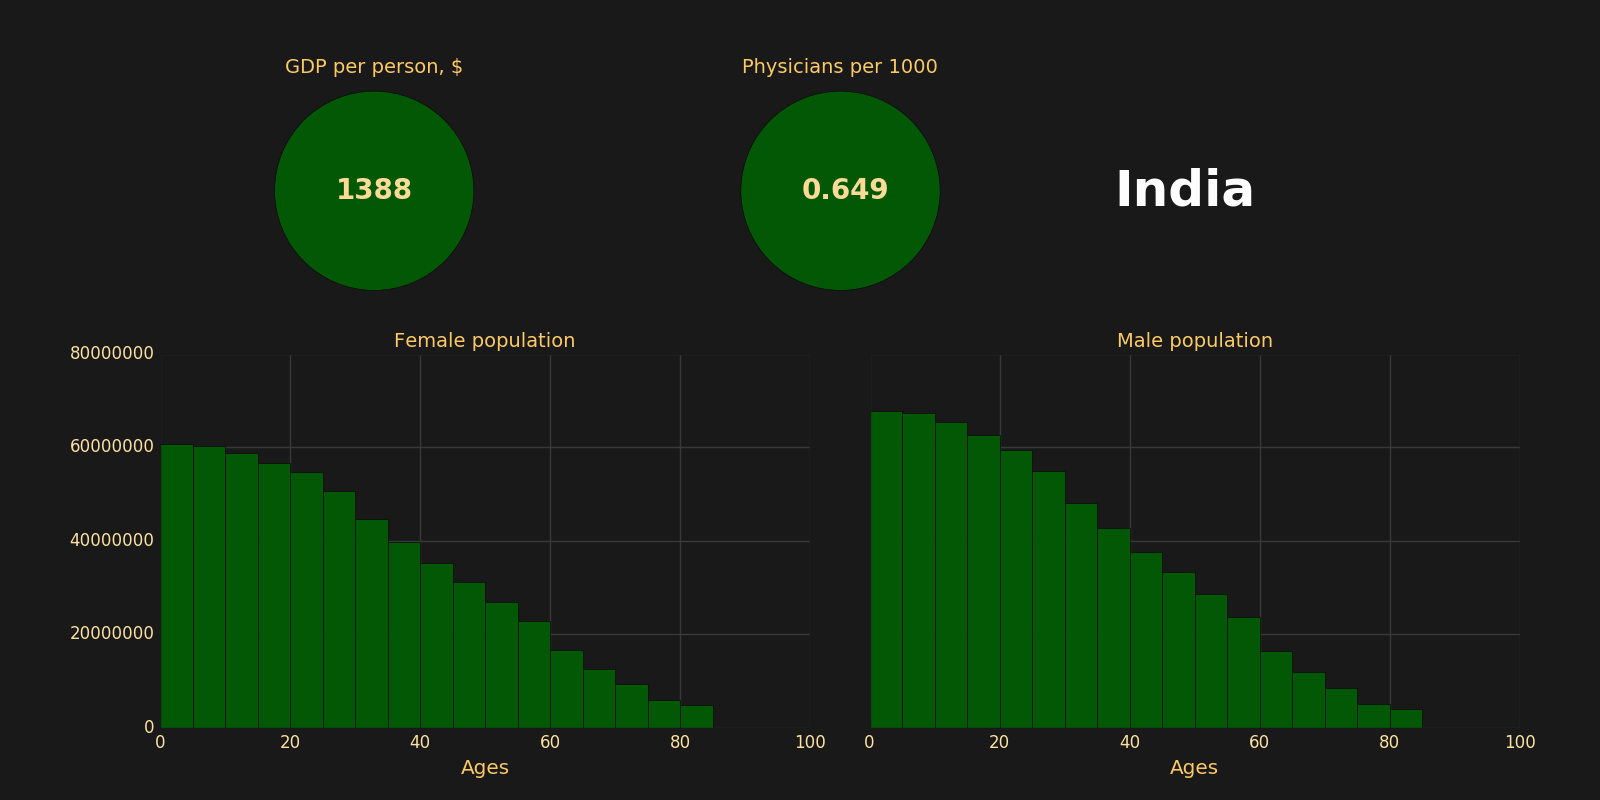 GDP per person, $
Physicians per 1000
1388
0.649
India
Female population
Male population
80000000
60000000
40000000
20000000
0
0 20 40 60 80 100
0 20 40 60 80 100
Ages
Ages